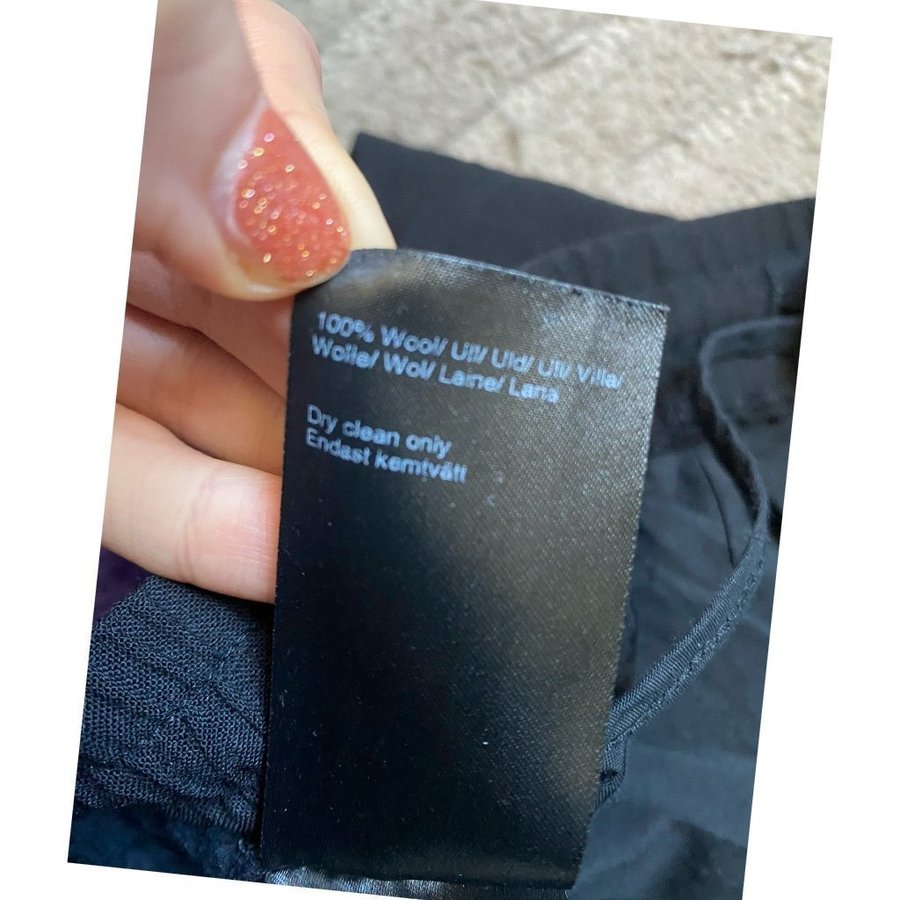 100% Wool/ Ull/ Uld/ Ull/ Villa/
Wolle/ Wol/ Laine/ Lana
Dry clean only
Endast kemtvätt